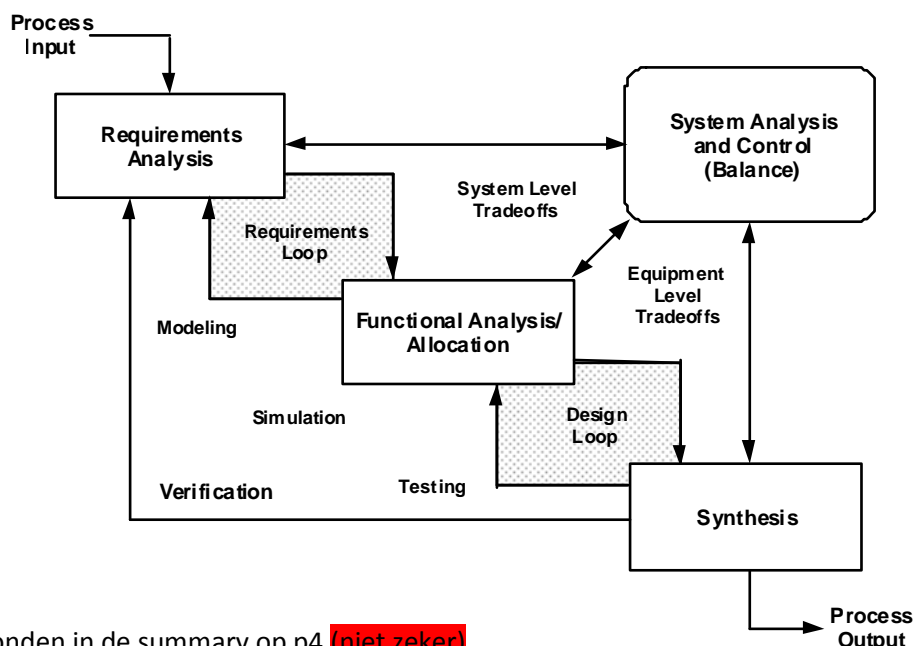 Process
Input
Requirements
Analysis
System Analysis
and Control
(Balance)
System Level
Tradeoffs
Requirements
Loop
Equipment
Level
Tradeoffs
Modeling
Functional Analysis/
Allocation
Simulation
Design
Loop
Testing
Verification
Synthesis
Process
Output
onden in de summary op p4 (niet zeker)